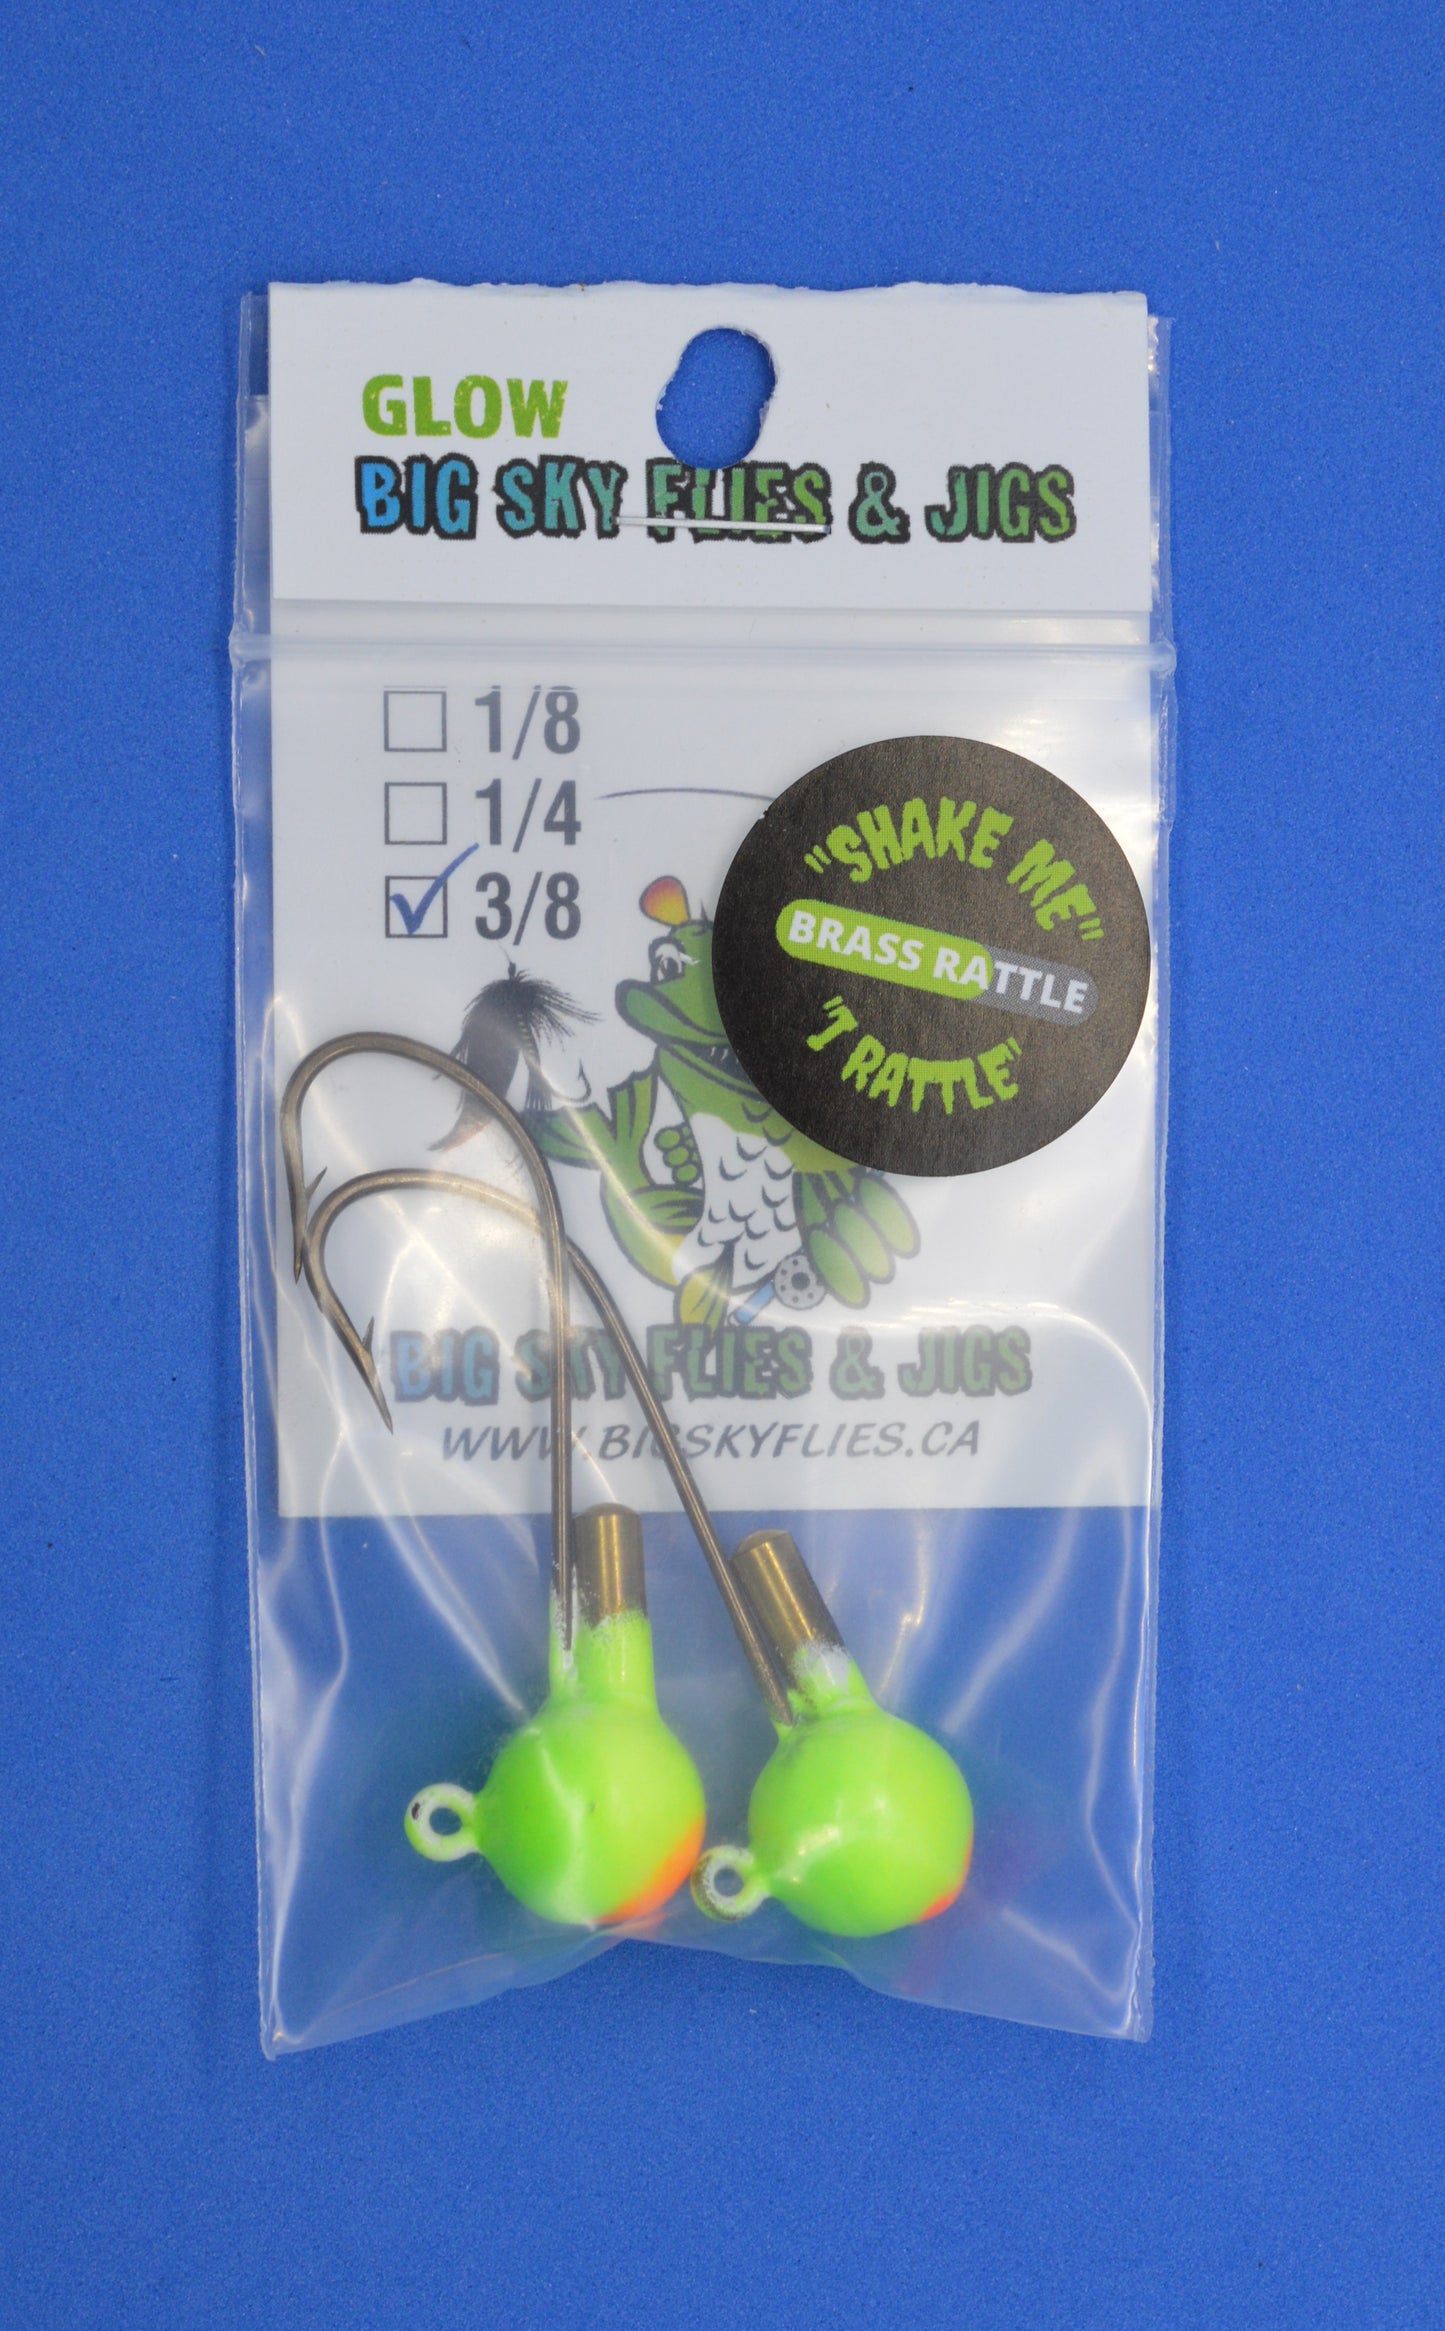 GLOW
BIG SKY FLIES & JIGS
1/8
1/4
3/8
"SHAKE ME"
BRASS RATTLE
"I RATTLE"
BIG SKY FLIES & JIGS
WWW.BIGSKYFLIES.CA